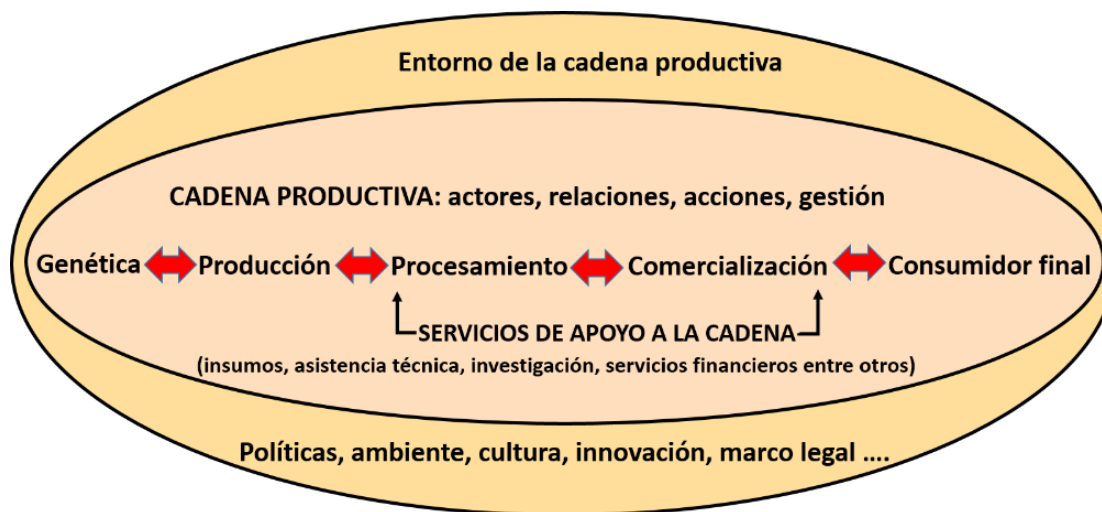 Entorno de la cadena productiva
CADENA PRODUCTIVA: actores, relaciones, acciones, gestión
Genética Producción Procesamiento Comercialización Consumidor final
SERVICIOS DE APOYO A LA CADENA
(insumos, asistencia técnica, investigación, servicios financieros entre otros)
Políticas, ambiente, cultura, innovación, marco legal ....